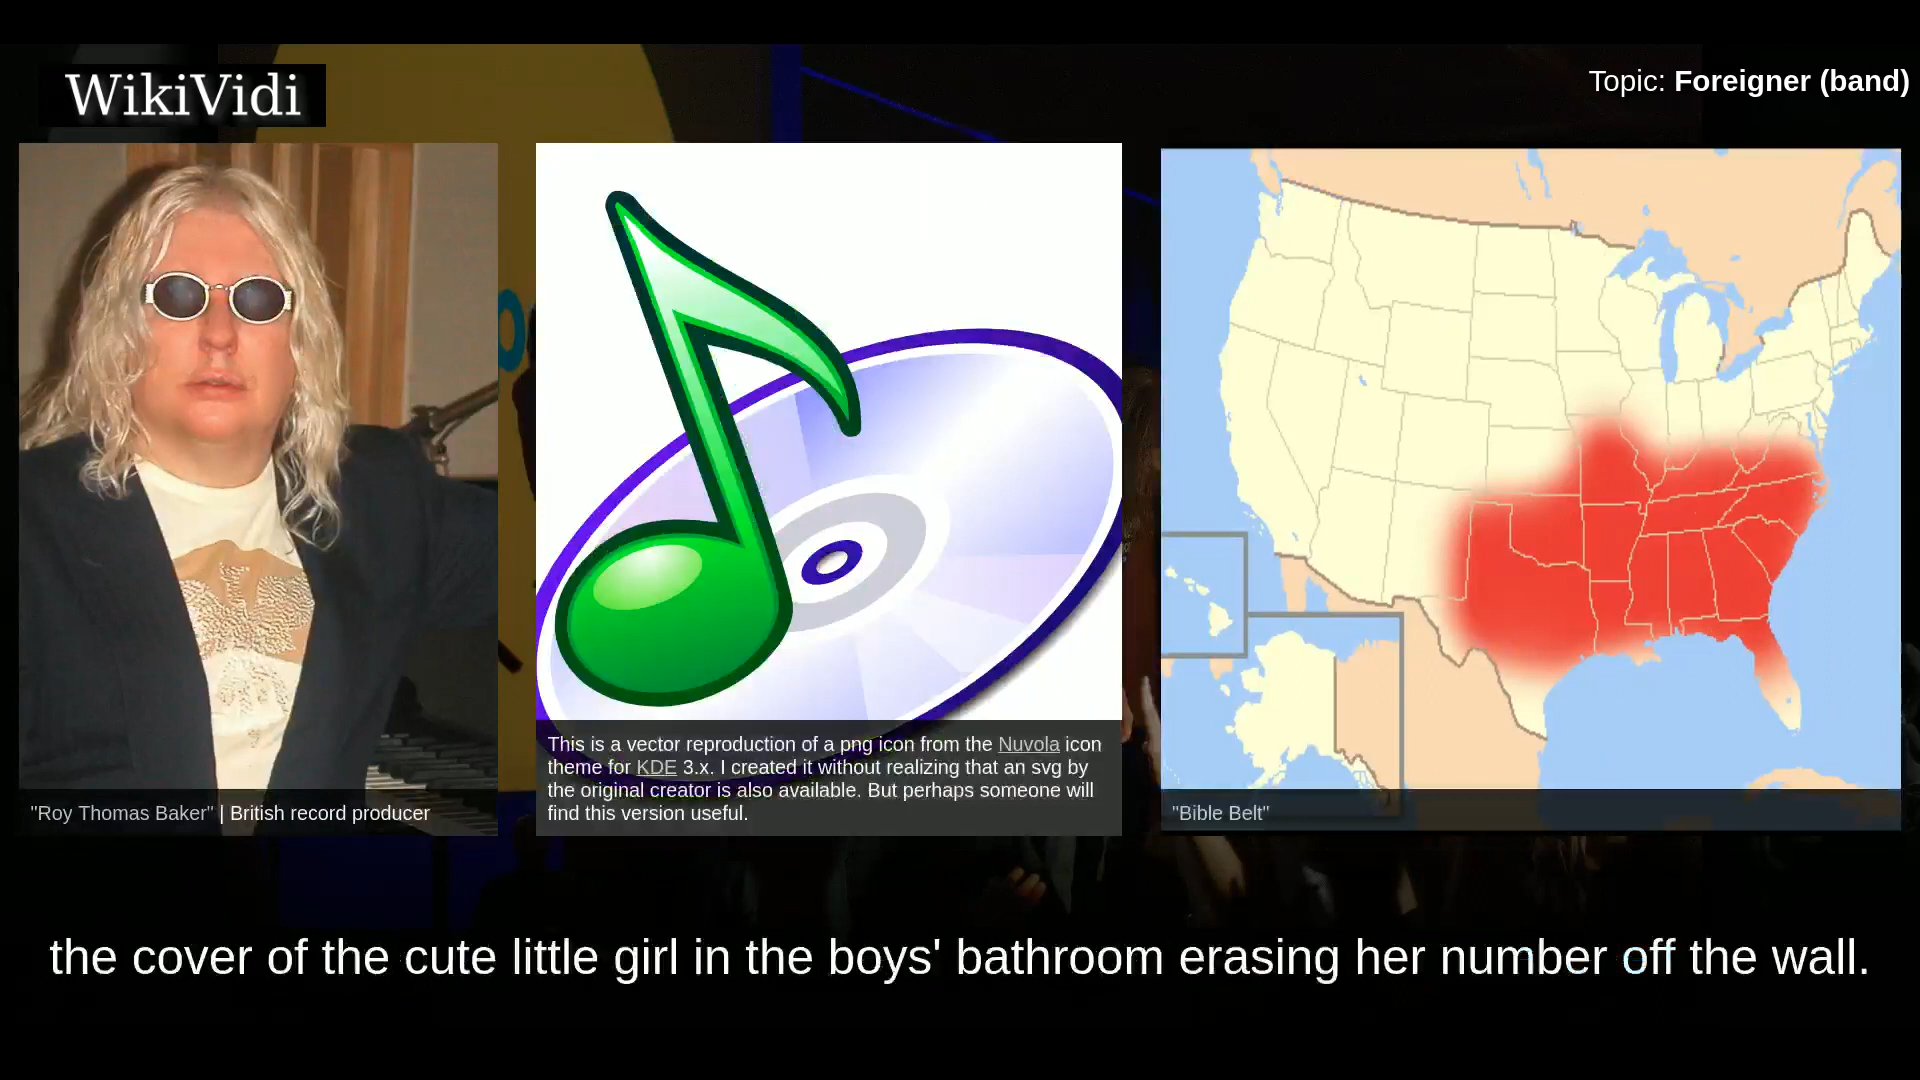 WikiVidi
Topic: Foreigner (band)
"Roy Thomas Baker" | British record producer
This is a vector reproduction of a png icon from the Nuvola icon
theme for KDE 3.x. I created it without realizing that an svg by
the original creator is also available. But perhaps someone will
find this version useful.
"Bible Belt"
the cover of the cute little girl in the boys' bathroom erasing her number off the wall.